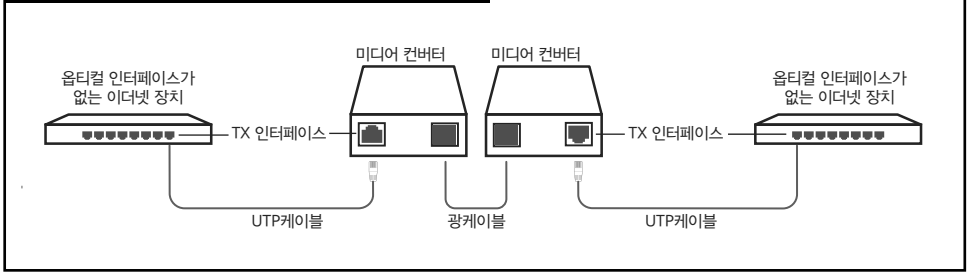 미디어 컨버터
미디어 컨버터
옵티컬 인터페이스가
없는 이더넷 장치
옵티컬 인터페이스가
없는 이더넷 장치
TX 인터페이스
TX 인터페이스
UTP케이블
광케이블
UTP케이블